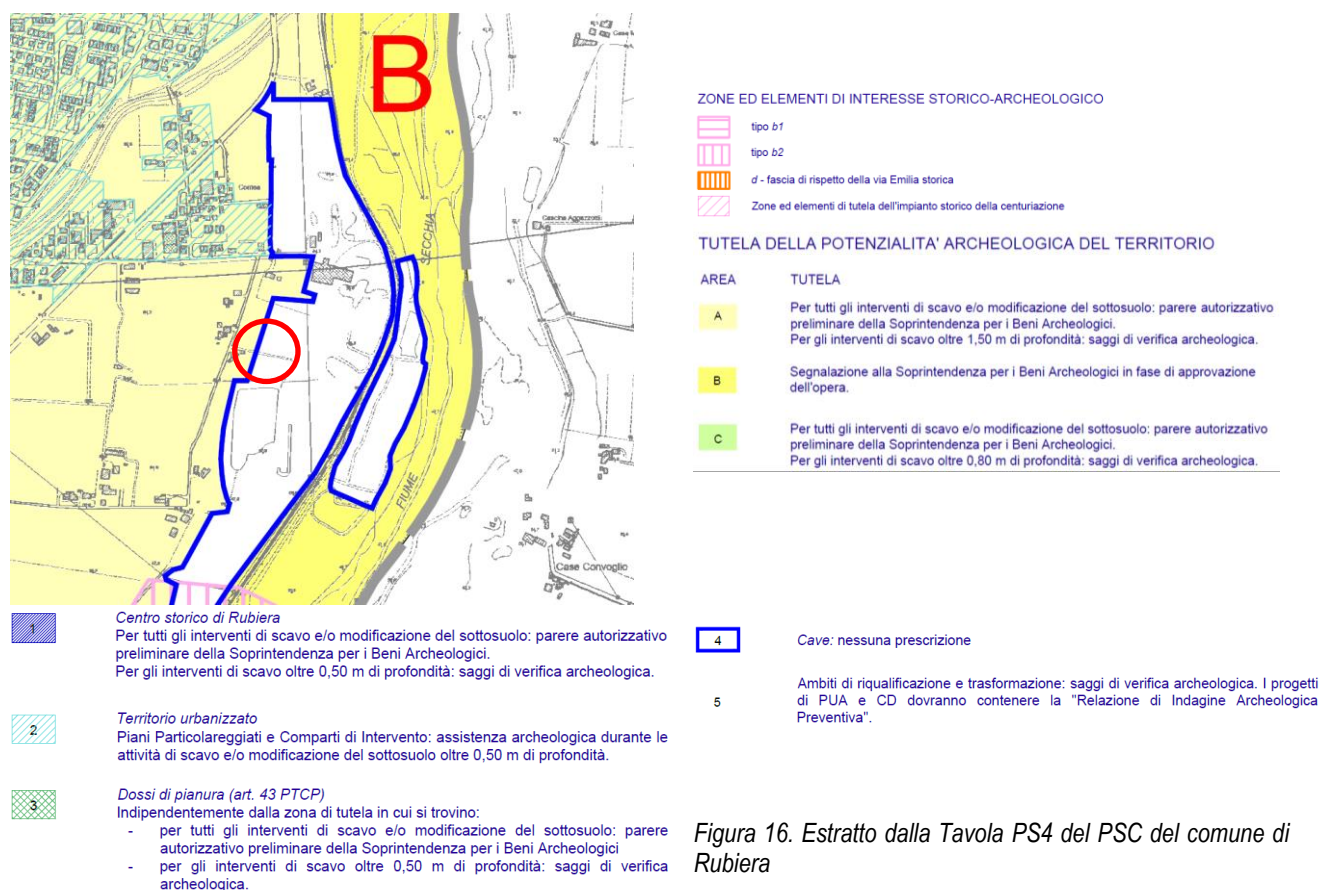 B
SECCHIA
FIUME
Case Convoglio
ZONE ED ELEMENTI DI INTERESSE STORICO-ARCHEOLOGICO
tipo b1
tipo b2
d - fascia di rispetto della via Emilia storica
Zone ed elementi di tutela dell'impianto storico della centuriazione
TUTELA DELLA POTENZIALITA' ARCHEOLOGICA DEL TERRITORIO
AREA TUTELA
A
Per tutti gli interventi di scavo e/o modificazione del sottosuolo: parere autorizzativo
preliminare della Soprintendenza per i Beni Archeologici.
Per gli interventi di scavo oltre 1,50 m di profondità: saggi di verifica archeologica.
B
Segnalazione alla Soprintendenza per i Beni Archeologici in fase di approvazione
dell'opera.
C
Per tutti gli interventi di scavo e/o modificazione del sottosuolo: parere autorizzativo
preliminare della Soprintendenza per i Beni Archeologici.
Per gli interventi di scavo oltre 0,80 m di profondità: saggi di verifica archeologica.
1
Centro storico di Rubiera
Per tutti gli interventi di scavo e/o modificazione del sottosuolo: parere autorizzativo
preliminare della Soprintendenza per i Beni Archeologici.
Per gli interventi di scavo oltre 0,50 m di profondità: saggi di verifica archeologica.
2
Territorio urbanizzato
Piani Particolareggiati e Comparti di Intervento: assistenza archeologica durante le
attività di scavo e/o modificazione del sottosuolo oltre 0,50 m di profondità.
3
Dossi di pianura (art. 43 PTCP)
Indipendentemente dalla zona di tutela in cui si trovino:
- per tutti gli interventi di scavo e/o modificazione del sottosuolo: parere
autorizzativo preliminare della Soprintendenza per i Beni Archeologici
- per gli interventi di scavo oltre 0,50 m di profondità: saggi di verifica
archeologica.
4
Cave: nessuna prescrizione
5
Ambiti di riqualificazione e trasformazione: saggi di verifica archeologica. I progetti
di PUA e CD dovranno contenere la "Relazione di Indagine Archeologica
Preventiva".
Figura 16. Estratto dalla Tavola PS4 del PSC del comune di
Rubiera